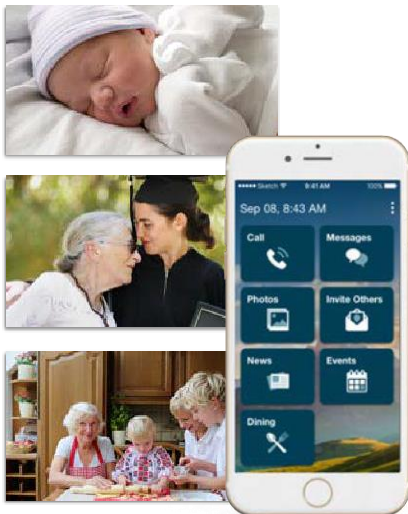 Sketch 9:41 AM 100%
Sep 08, 8:43 AM
Call Messages
Photos Invite Others
News Events
Dining